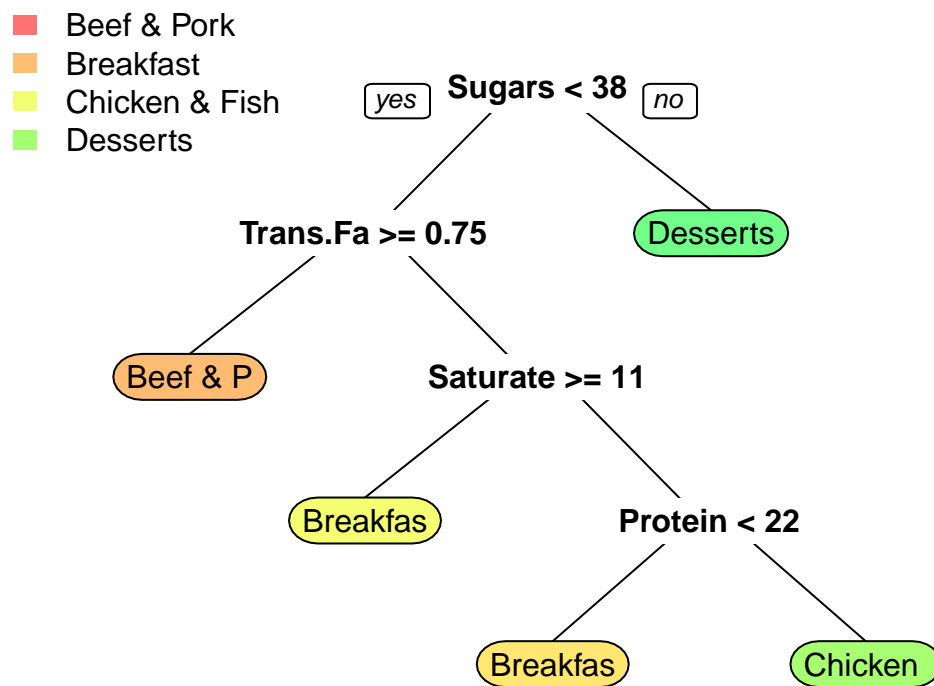 Beef & Pork
Breakfast
Chicken & Fish
Desserts
yes
Sugars < 38
no
Trans.Fa >= 0.75
Desserts
Beef & P
Saturate >= 11
Breakfas
Protein < 22
Breakfas
Chicken